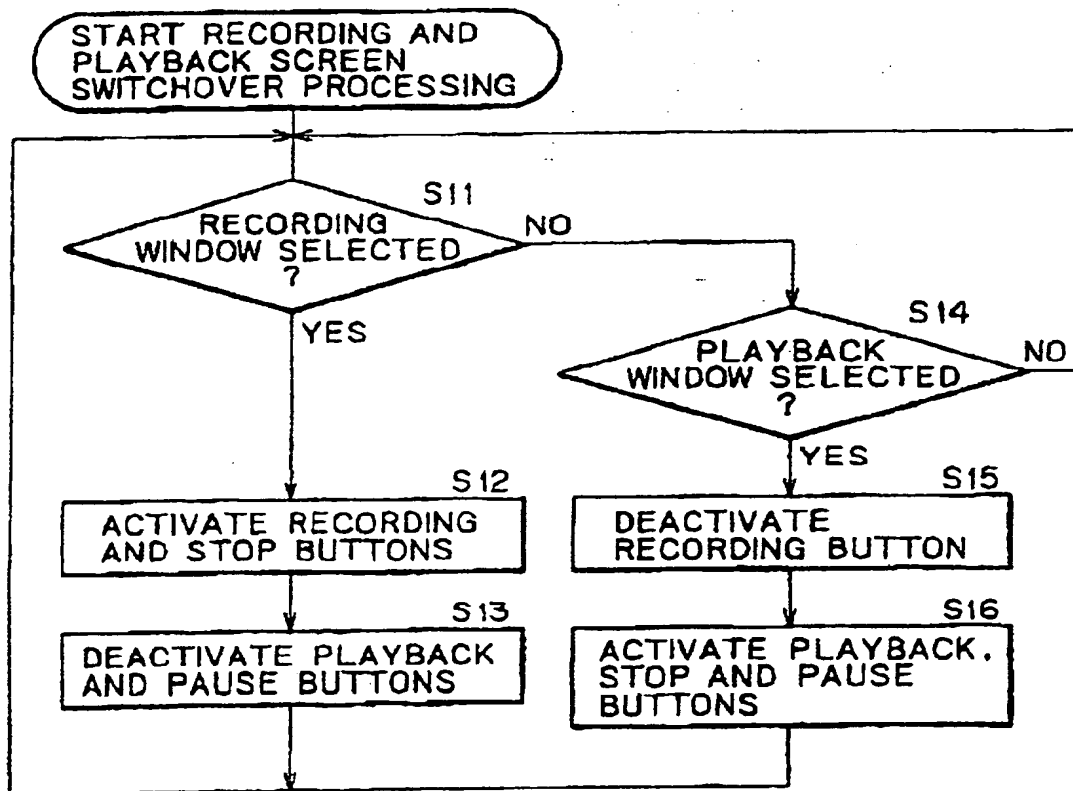 START RECORDING AND
PLAYBACK SCREEN
SWITCHOVER PROCESSING
S11
RECORDING
WINDOW SELECTED
?
NO
YES
S14
PLAYBACK
WINDOW SELECTED
?
NO
YES
S12
ACTIVATE RECORDING
AND STOP BUTTONS
S15
DEACTIVATE
RECORDING BUTTON
S13
DEACTIVATE PLAYBACK
AND PAUSE BUTTONS
S16
ACTIVATE PLAYBACK,
STOP AND PAUSE
BUTTONS